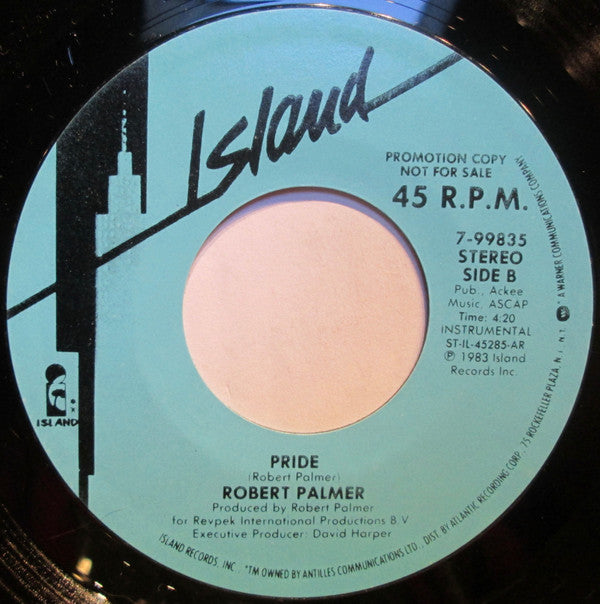 Island
PROMOTION COPY
NOT FOR SALE
45 R.P.M.
7-99835
STEREO
SIDE B
Pub., Ackee
Music, ASCAP
Time: 4:20
INSTRUMENTAL
ST-IL-45285-AR
℗ 1983 Island
Records Inc.
ISLAND
PRIDE
(Robert Palmer)
ROBERT PALMER
Produced by Robert Palmer
for Revpek International Productions B V
Executive Producer: David Harper
ISLAND RECORDS, INC., *TM OWNED BY ANTILLES COMMUNICATIONS LTD., DIST. BY ATLANTIC RECORDING CORP. 75 ROCKEFELLER PLAZA, N.Y., N.Y. * A WARNER COMMUNICATIONS COMPANY